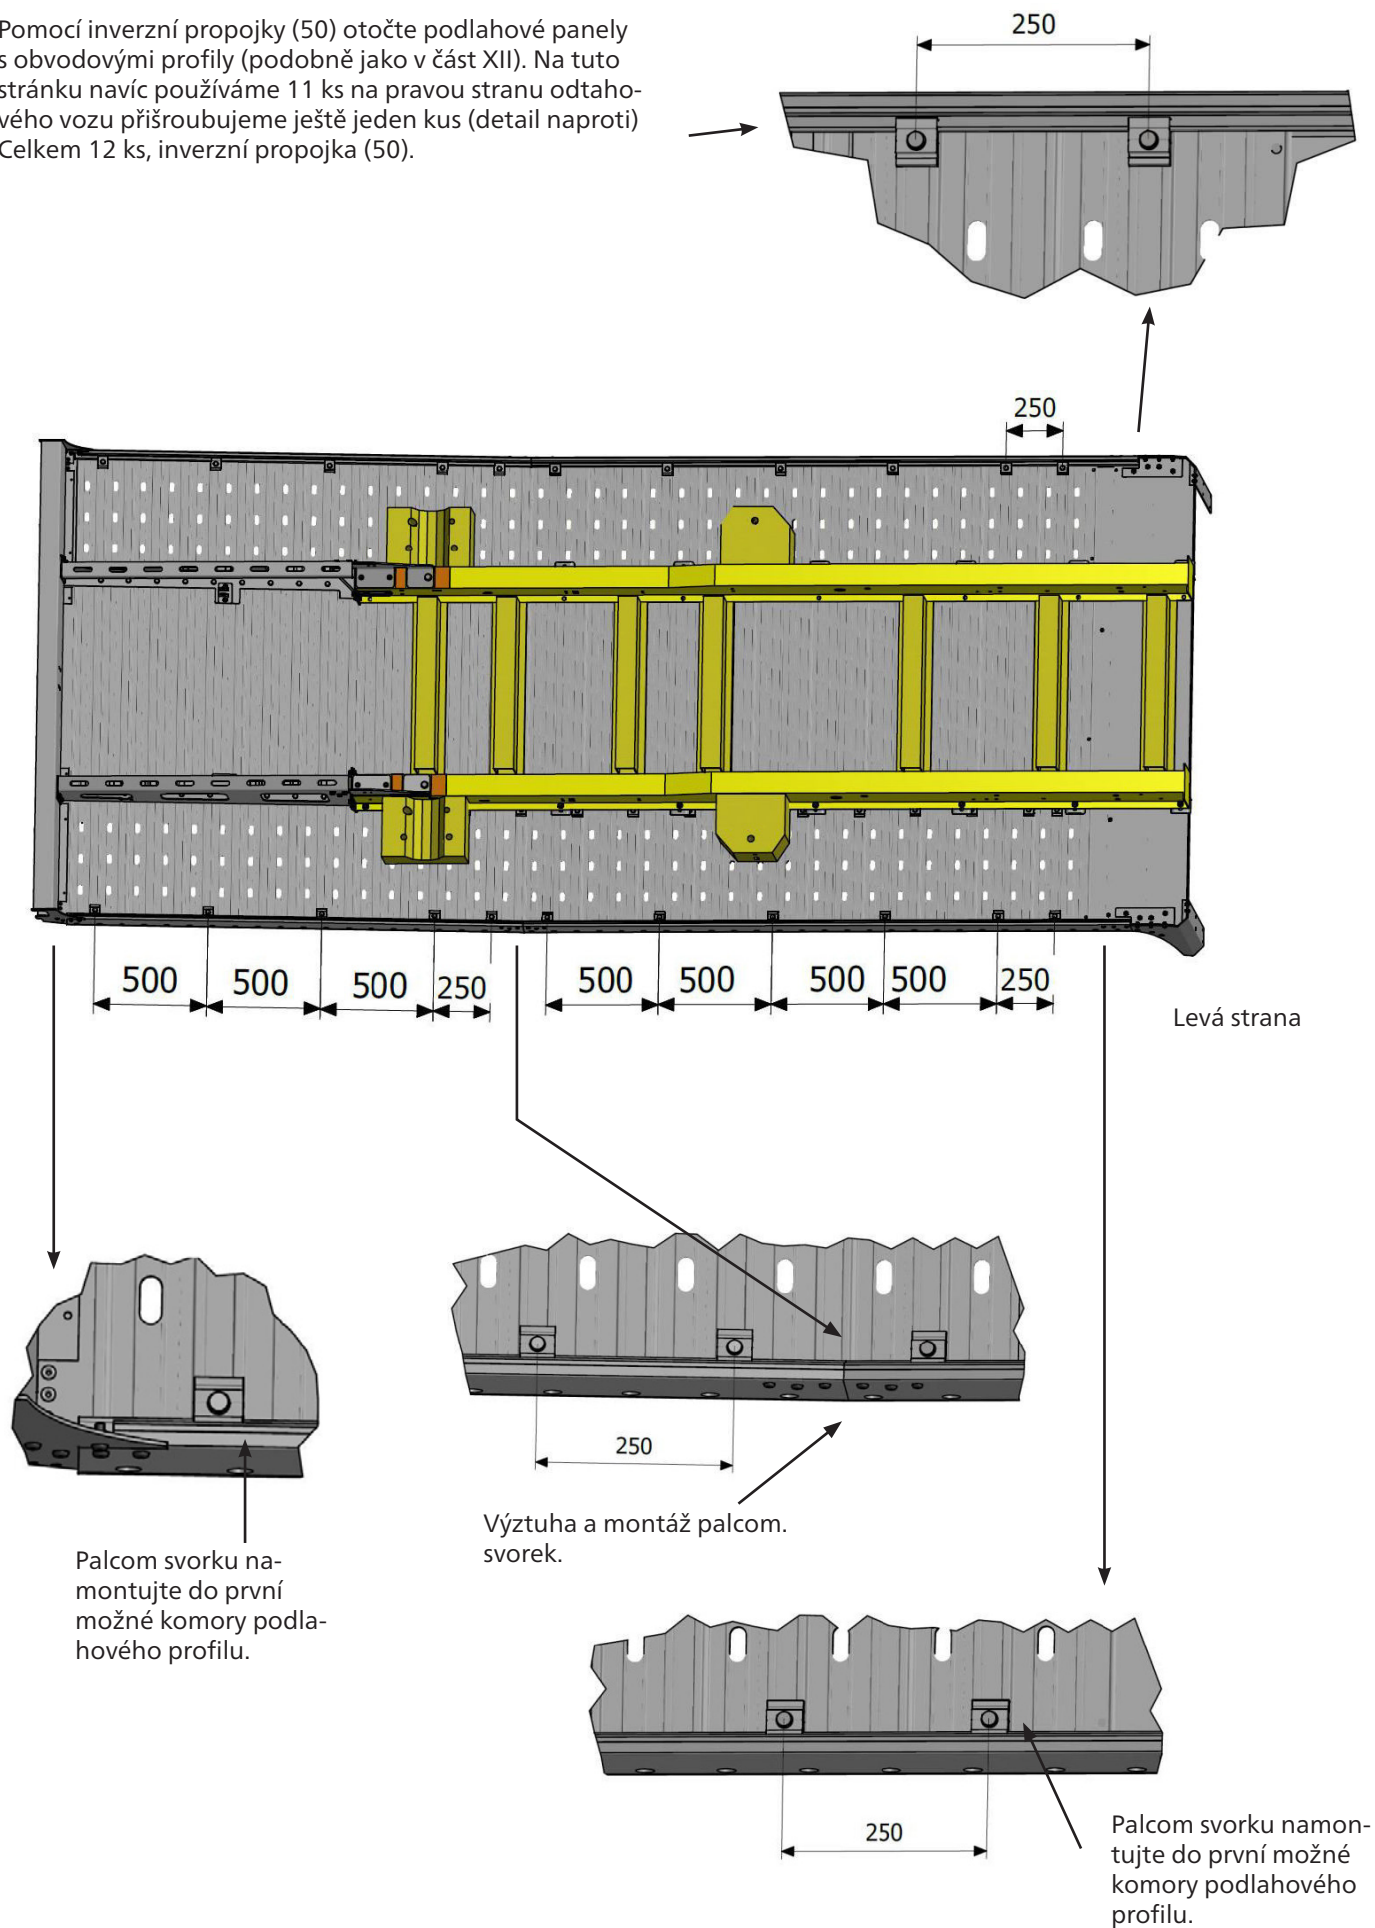 Pomocí inverzní propojky (50) otočte podlahové panely
s obvodovými profily (podobně jako v část XII). Na tuto
stránku navíc používáme 11 ks na pravou stranu odtaho-
vého vozu přišroubujeme ještě jeden kus (detail naproti)
Celkem 12 ks, inverzní propojka (50).
250
250
500 500 500 250 500 500 500 500 250
Levá strana
250
Výztuha a montáž palcom.
svorek.
Palcom svorku na-
montujte do první
možné komory podla-
hového profilu.
250
Palcom svorku namon-
tujte do první možné
komory podlahového
profilu.